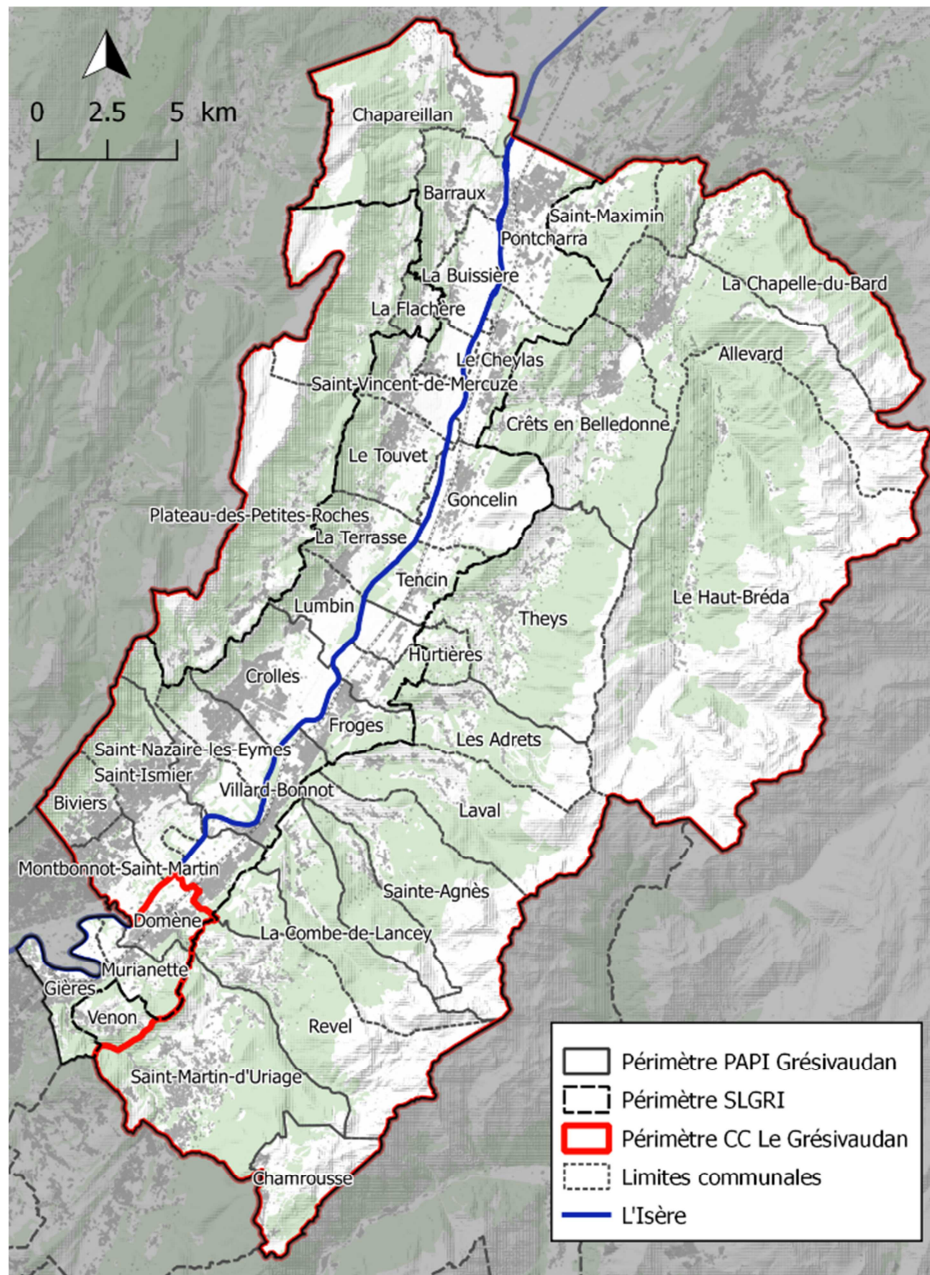 0 2.5 5 km
Chapareillan
Barraux
Saint-Maximin
Pontcharra
La Buissière
La Chapelle-du-Bard
La Flachère
Allevard
Le Cheylas
Saint-Vincent-de-Mercuze
Crêts en Belledonne
Le Touvet
Goncelin
Plateau-des-Petites-Roches
La Terrasse
Tencin
Le Haut-Bréda
Lumbin
Theys
Hurtières
Crolles
Froges
Les Adrets
Saint-Nazaire-les-Eymes
Saint-Ismier
Villard-Bonnot
Biviers
Laval
Montbonnot-Saint-Martin
Sainte-Agnès
Domène
La Combe-de-Lancey
Murianette
Gières
Venon
Revel
Saint-Martin-d'Uriage
Chamrousse
Périmètre PAPI Grésivaudan
Périmètre SLGRI
Périmètre CC Le Grésivaudan
Limites communales
L'Isère